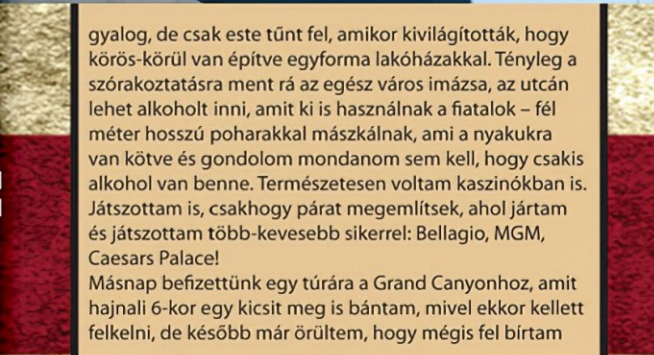 gyalog, de csak este tűnt fel, amikor kivilágították, hogy
körös-körül van építve egyforma lakóházakkal. Tényleg a
szórakoztatásra ment rá az egész város imázsa, az utcán
lehet alkoholt inni, amit ki is használnak a fiatalok – fél
méter hosszú poharakkal mászkálnak, ami a nyakukra
van kötve és gondolom mondanom sem kell, hogy csakis
alkohol van benne. Természetesen voltam kaszinókban is.
Játszottam is, csakhogy párat megemlítsek, ahol jártam
és játszottam több-kevesebb sikerrel: Bellagio, MGM,
Caesars Palace!
Másnap befizettünk egy túrára a Grand Canyonhoz, amit
hajnali 6-kor egy kicsit meg is bántam, mivel ekkor kellett
felkelni, de később már örültem, hogy mégis fel bírtam